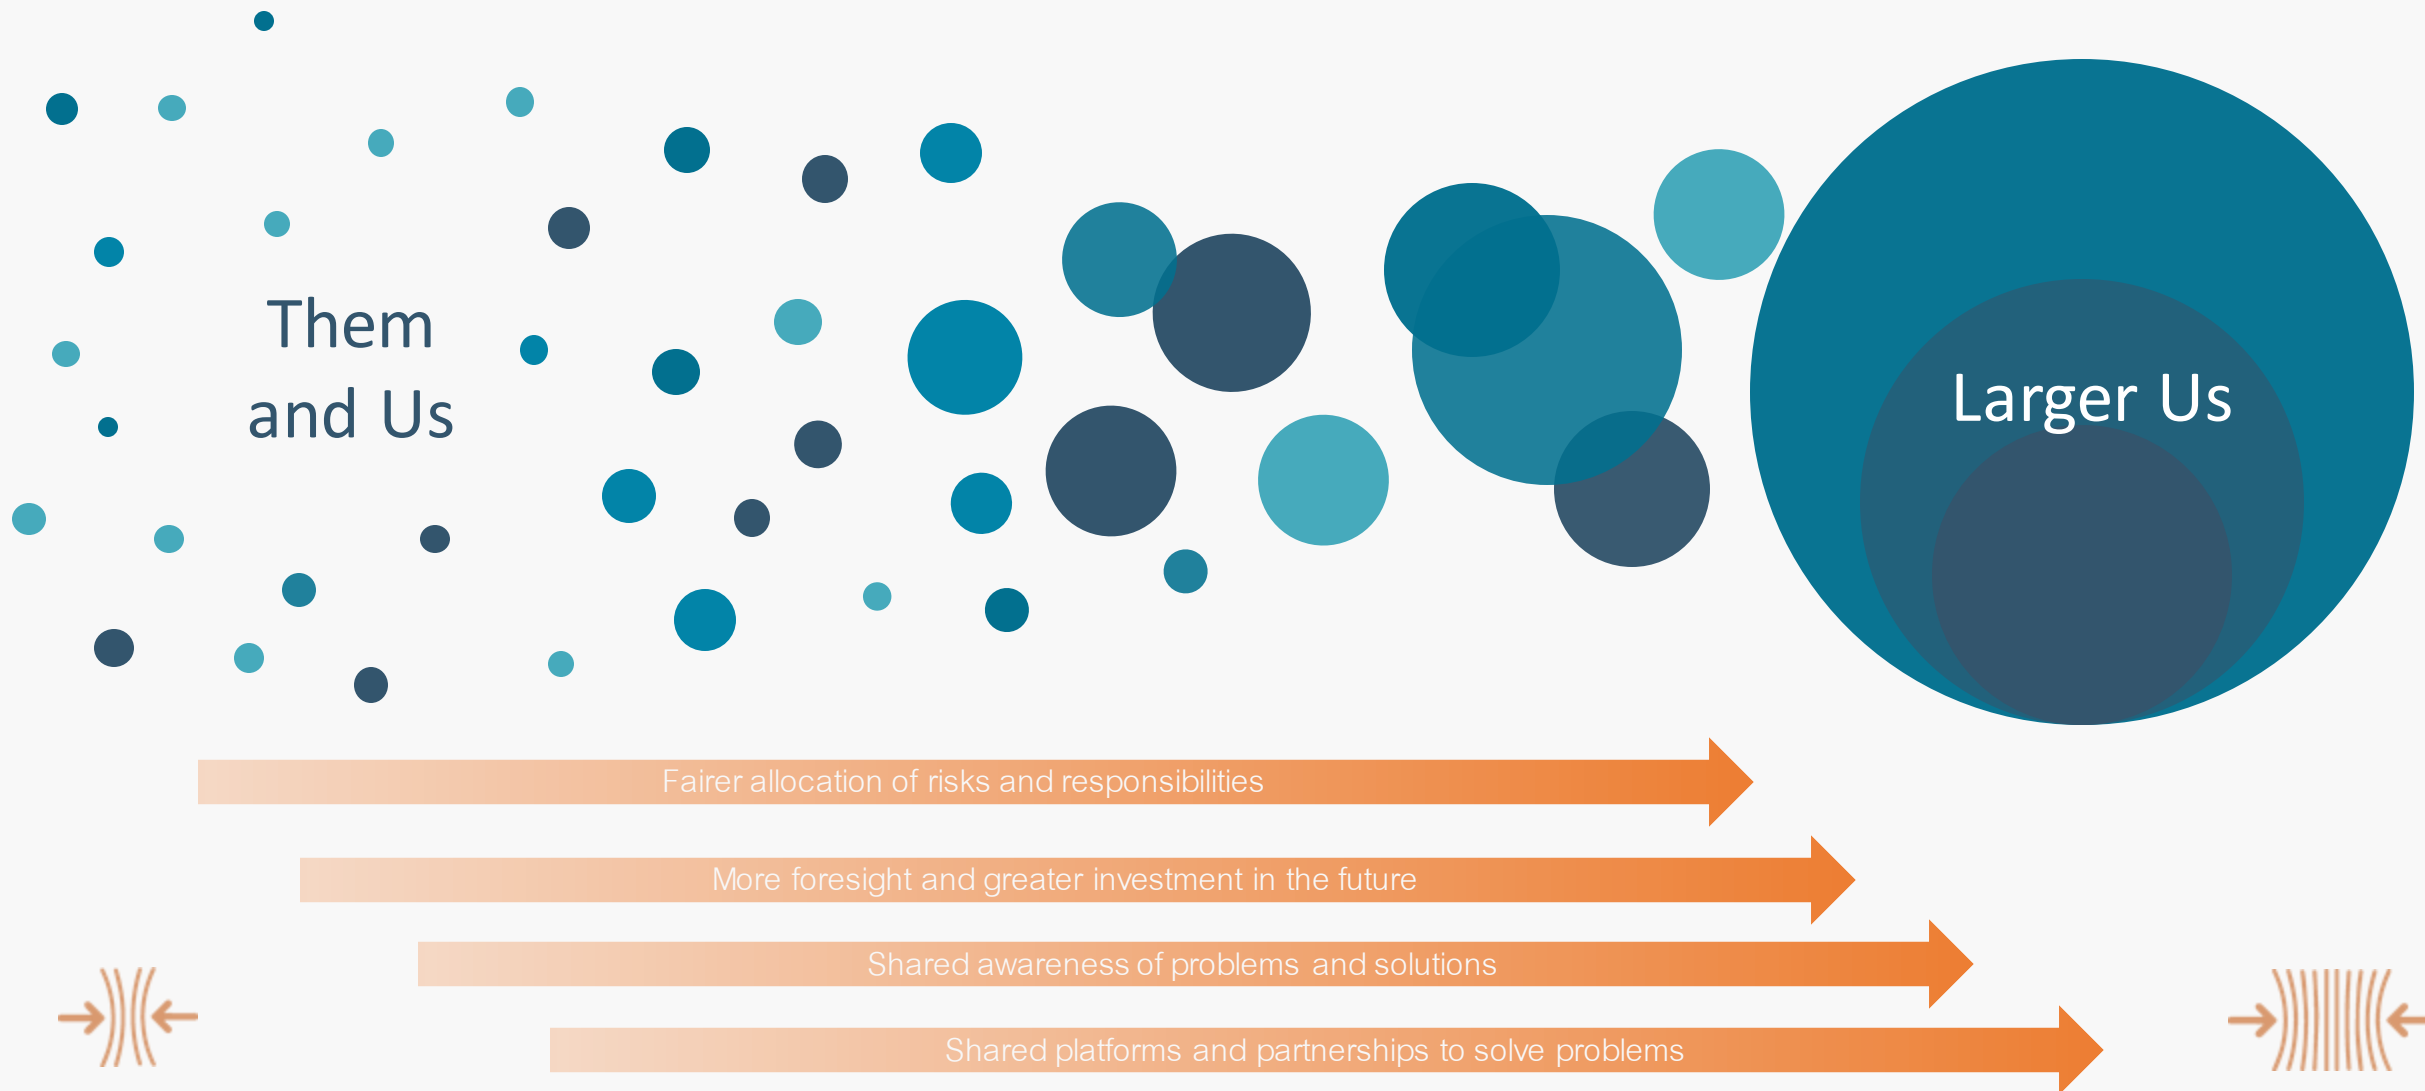 Them
and Us
Larger Us
Fairer allocation of risks and responsibilities
More foresight and greater investment in the future
Shared awareness of problems and solutions
Shared platforms and partnerships to solve problems